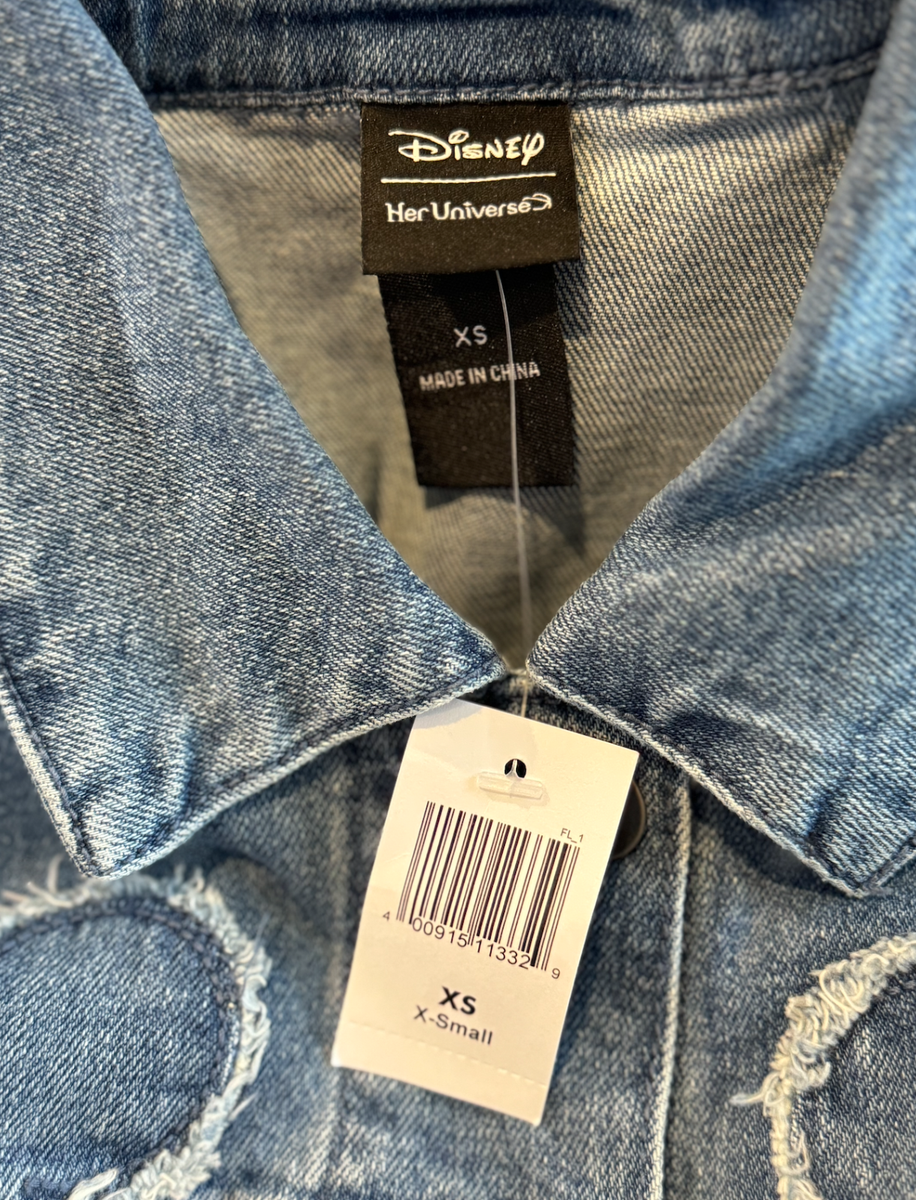 Disney
Her Universe
XS
MADE IN CHINA
FL_1
4 00915 11332 9
XS
X-Small